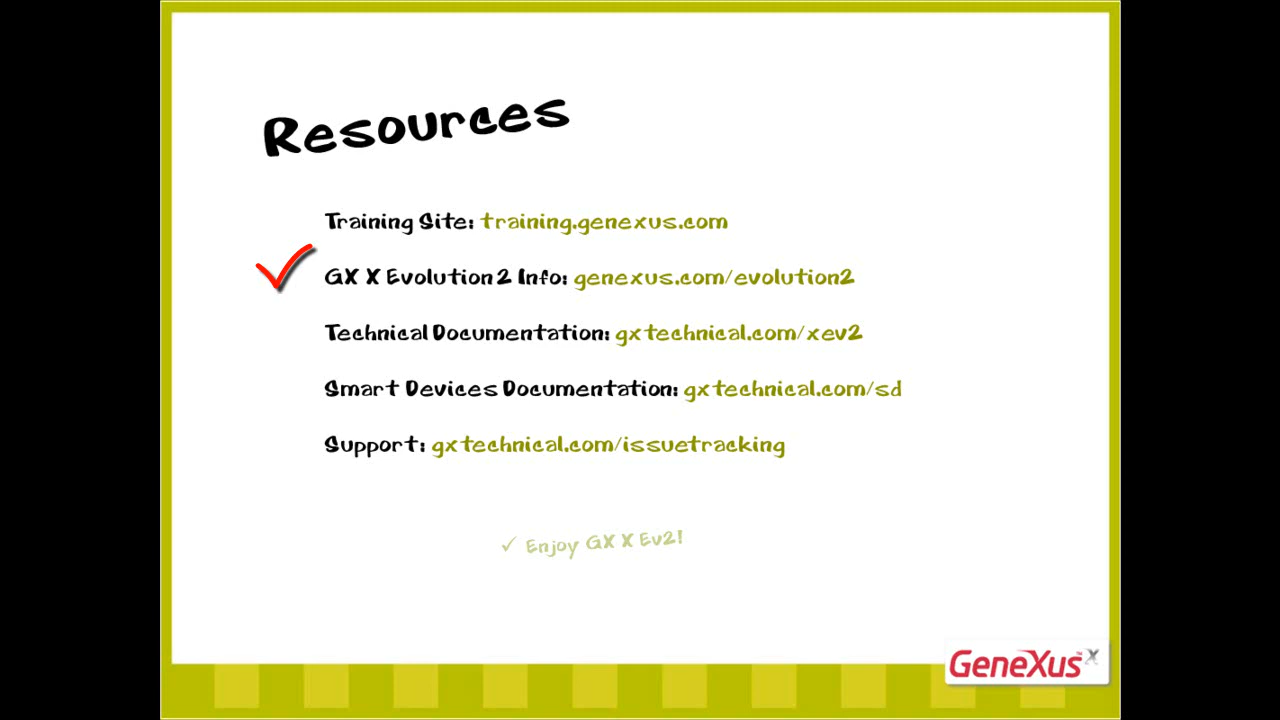 Resources
Training Site: training.genexus.com
GX X Evolution 2 Info: genexus.com/evolution2
Technical Documentation: gxtechnical.com/xev2
Smart Devices Documentation: gxtechnical.com/sd
Support: gxtechnical.com/issuetracking
✓ Enjoy GX X Ev2!
GeneXus™ X